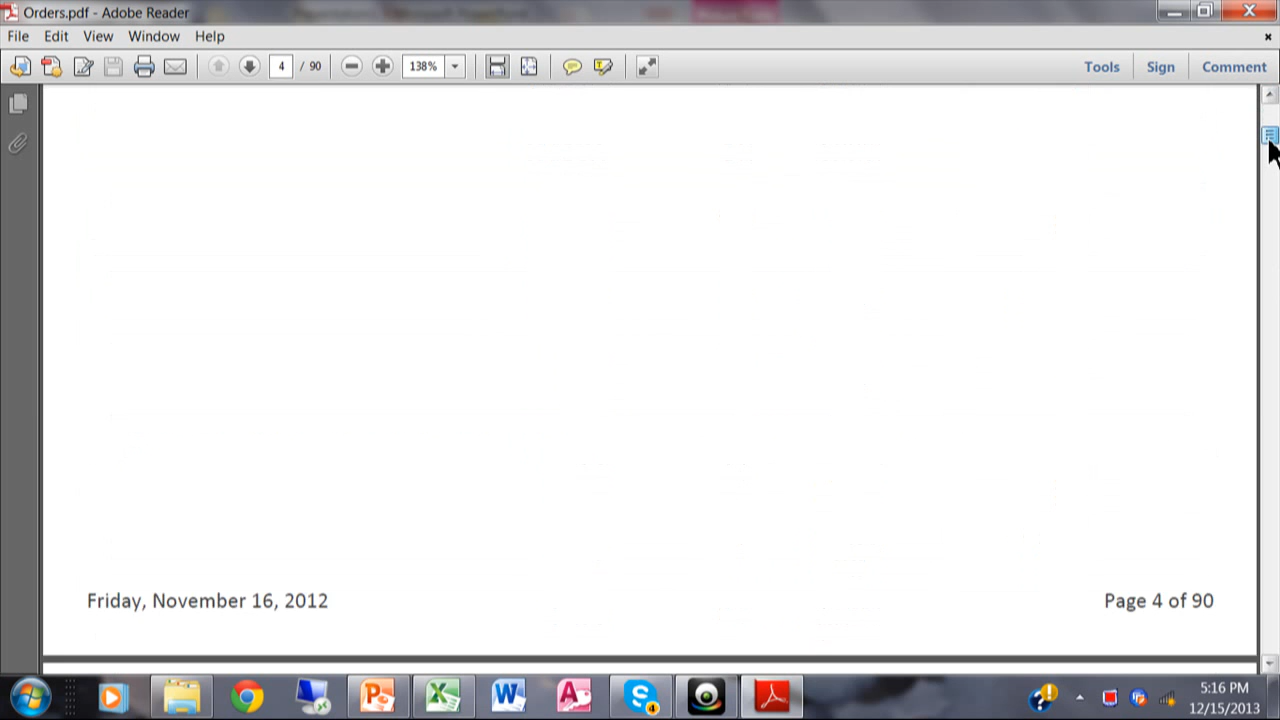 Orders.pdf - Adobe Reader
File Edit View Window Help
4 / 90 138% Tools Sign Comment
Friday, November 16, 2012 Page 4 of 90
5:16 PM
12/15/2013